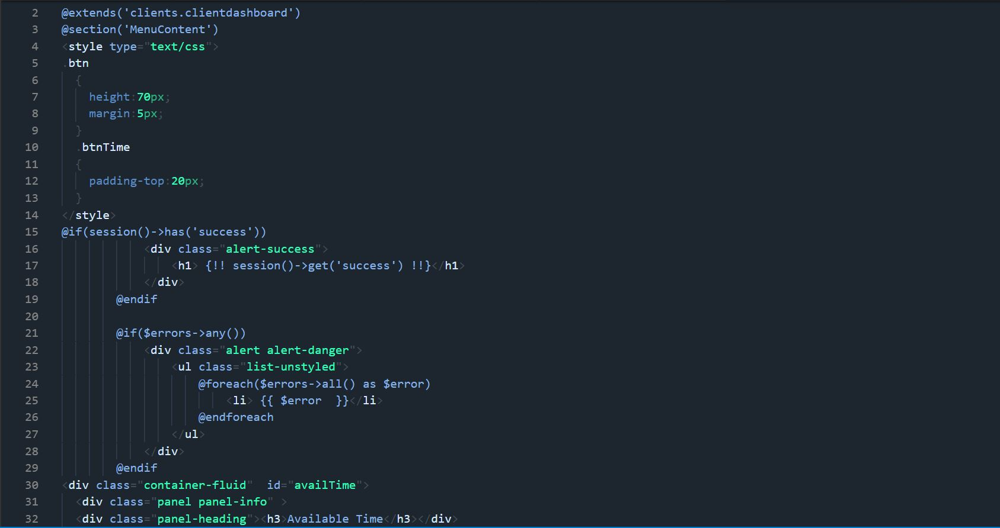 2 @extends('clients.clientdashboard')
3 @section('MenuContent')
4 <style type="text/css">
5 .btn
6 {
7 height:70px;
8 margin:5px;
9 }
10 .btnTime
11 {
12 padding-top:20px;
13 }
14 </style>
15 @if(session()->has('success'))
16 <div class="alert-success">
17 <h1> {!! session()->get('success') !!}</h1>
18 </div>
19 @endif
20
21 @if($errors->any())
22 <div class="alert alert-danger">
23 <ul class="list-unstyled">
24 @foreach($errors->all() as $error)
25 <li> {{ $error  }}</li>
26 @endforeach
27 </ul>
28 </div>
29 @endif
30 <div class="container-fluid"  id="availTime">
31 <div class="panel panel-info" >
32 <div class="panel-heading"><h3>Available Time</h3></div>